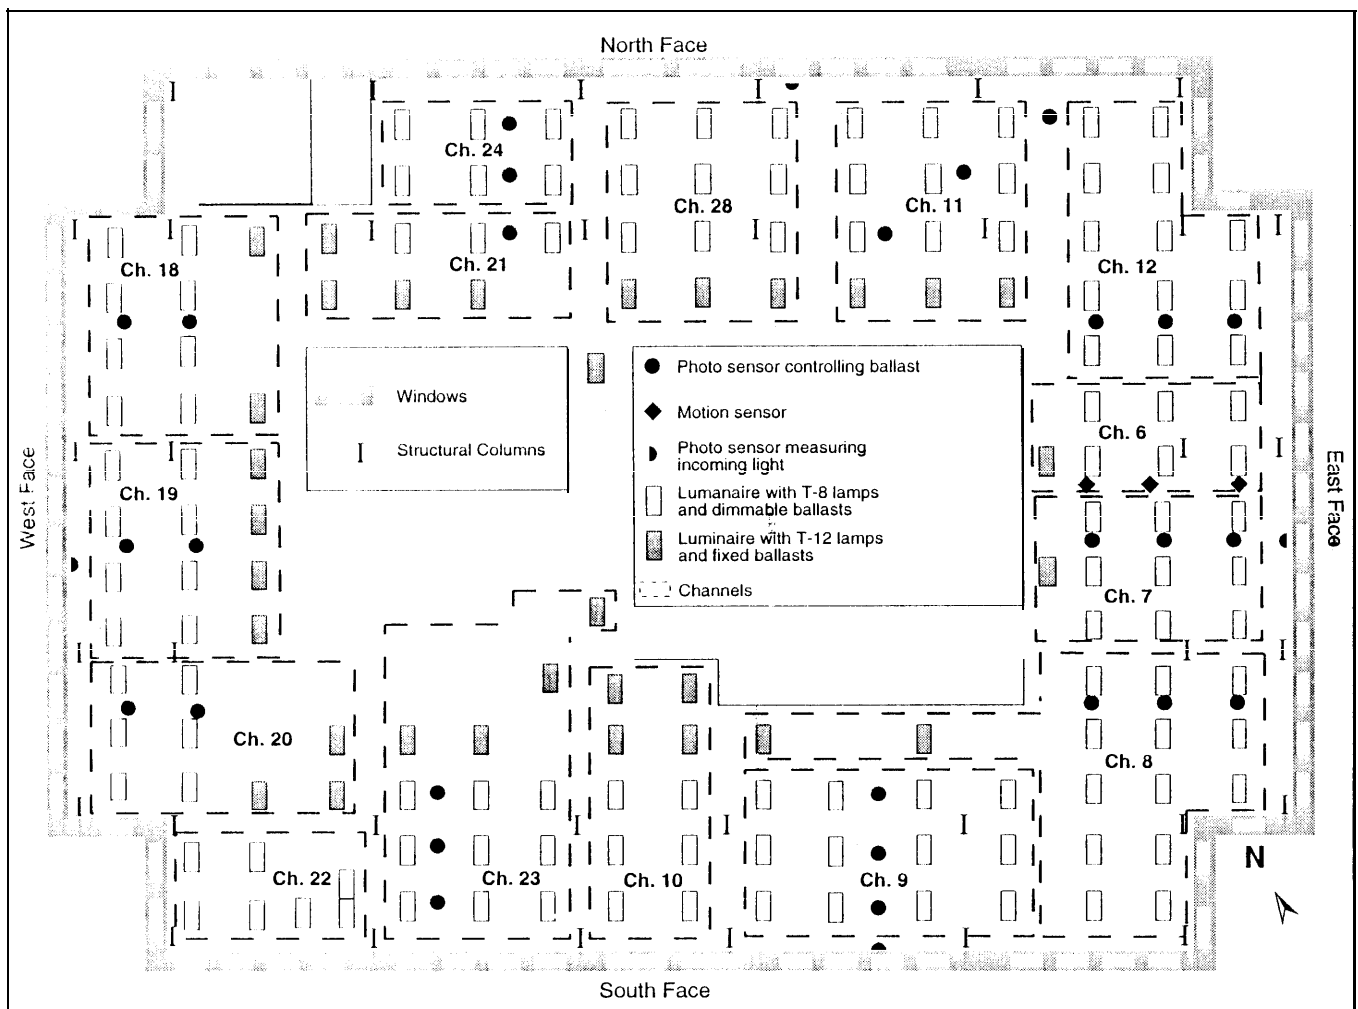 North Face
Ch. 24
Ch. 28
Ch. 11
Ch. 21
Ch. 18
Ch. 12
Windows
Structural Columns
Photo sensor controlling ballast
Motion sensor
Photo sensor measuring
incoming light
Lumanaire with T-8 lamps
and dimmable ballasts
Luminaire with T-12 lamps
and fixed ballasts
Channels
Ch. 6
West Face
East Face
Ch. 19
Ch. 7
Ch. 20
Ch. 8
Ch. 22
Ch. 23
Ch. 10
Ch. 9
N
South Face